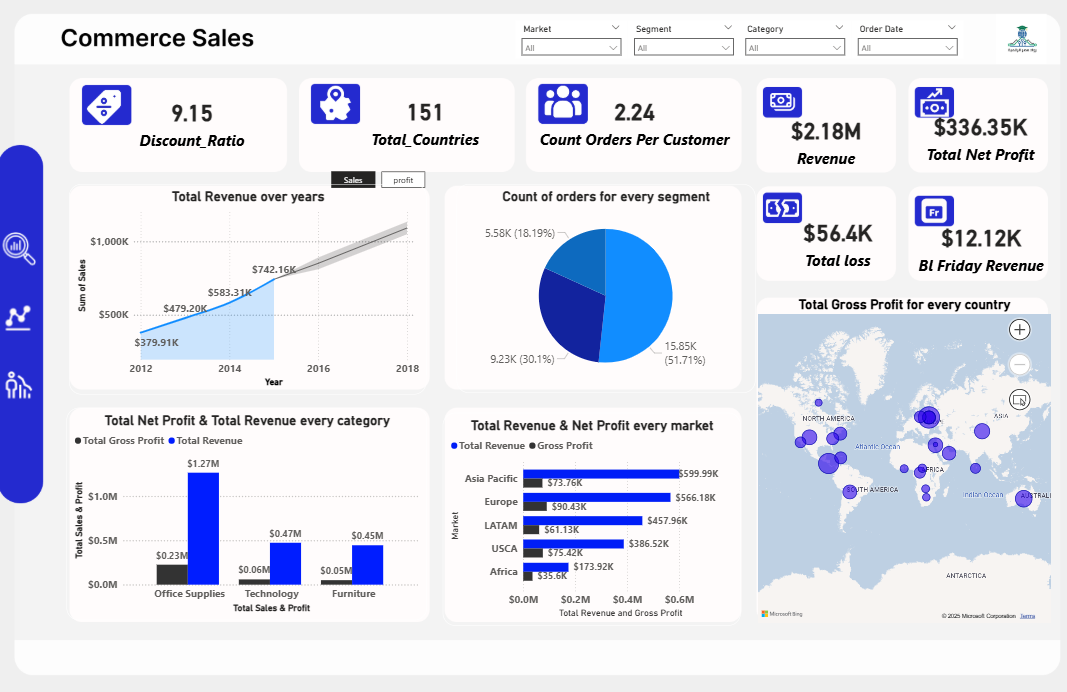 Commerce Sales
Market
All
Segment
All
Category
All
Order Date
All
9.15
Discount_Ratio
151
Total_Countries
2.24
Count Orders Per Customer
$2.18M
Revenue
$336.35K
Total Net Profit
Sales
profit
Total Revenue over years
Sum of Sales
$1,000K
$500K
$379.91K
$479.20K
$583.31K
$742.16K
2012
2014
2016
2018
Year
Count of orders for every segment
5.58K (18.19%)
9.23K (30.1%)
15.85K
(51.71%)
$56.4K
Total loss
Fr
$12.12K
Bl Friday Revenue
Total Gross Profit for every country
NORTH AMERICA
ASIA
Atlantic Ocean
AFRICA
SOUTH AMERICA
Indian Ocean
AUSTRALI
ANTARCTICA
Microsoft Bing
© 2025 Microsoft Corporation Terms
Total Net Profit & Total Revenue every category
Total Gross Profit
Total Revenue
Total Sales & Profit
$1.0M
$0.5M
$0.0M
$0.23M
$1.27M
$0.06M
$0.47M
$0.05M
$0.45M
Office Supplies
Technology
Furniture
Total Sales & Profit
Total Revenue & Net Profit every market
Total Revenue
Gross Profit
Market
Asia Pacific
$599.99K
$73.76K
Europe
$566.18K
$90.43K
LATAM
$457.96K
$61.13K
USCA
$386.52K
$75.42K
Africa
$173.92K
$35.6K
$0.0M
$0.2M
$0.4M
$0.6M
Total Revenue and Gross Profit